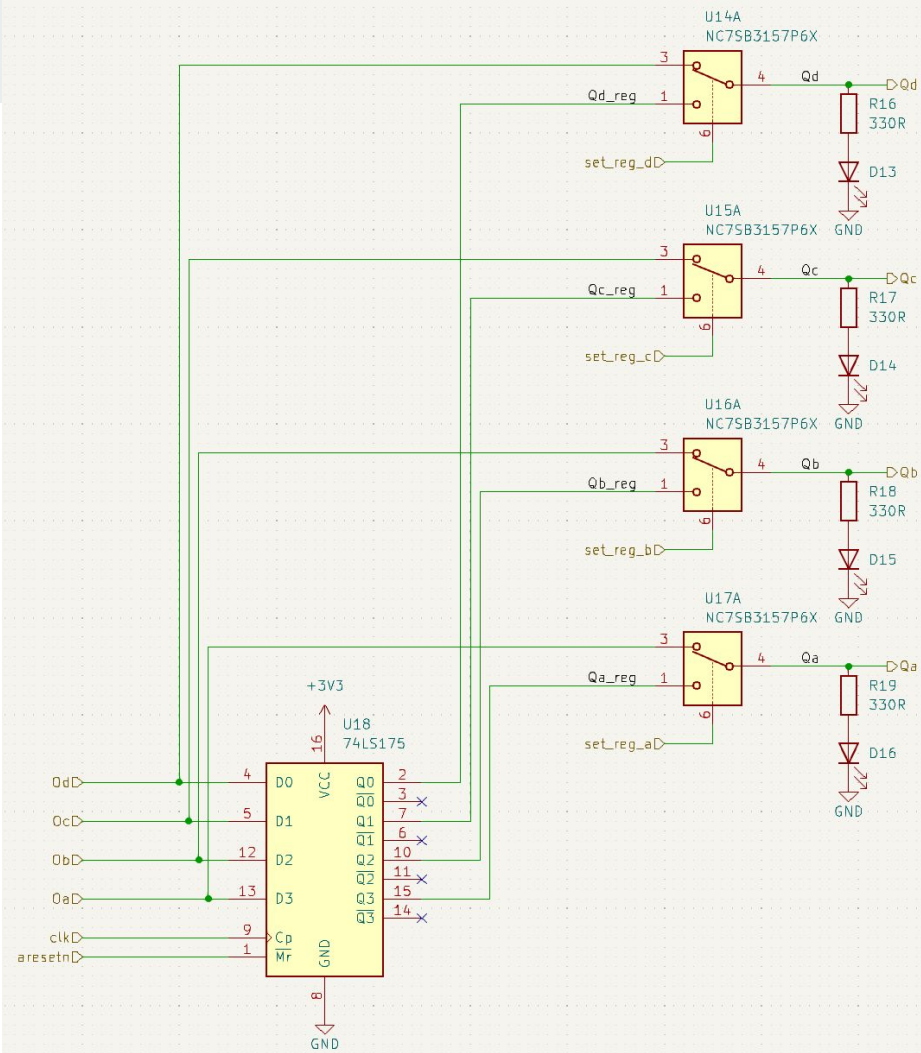 U14A
NC7SB3157P6X
3
4
Qd
Qd
Qd_reg
1
R16
330R
6
set_reg_d
D13
GND
U15A
NC7SB3157P6X
3
4
Qc
Qc
Qc_reg
1
R17
330R
6
set_reg_c
D14
GND
U16A
NC7SB3157P6X
3
4
Qb
Qb
Qb_reg
1
R18
330R
6
set_reg_b
D15
GND
U17A
NC7SB3157P6X
3
4
Qa
Qa
Qa_reg
1
R19
330R
6
set_reg_a
D16
GND
+3V3
U18
74LS175
16
VCC
Od 4 D0 Q0 2
Q0 3
Oc 5 D1 Q1 7
Q1 6
Ob 12 D2 Q2 10
Q2 11
Oa 13 D3 Q3 15
Q3 14
clk 9 Cp
aresetn 1 Mr
GND
8
GND